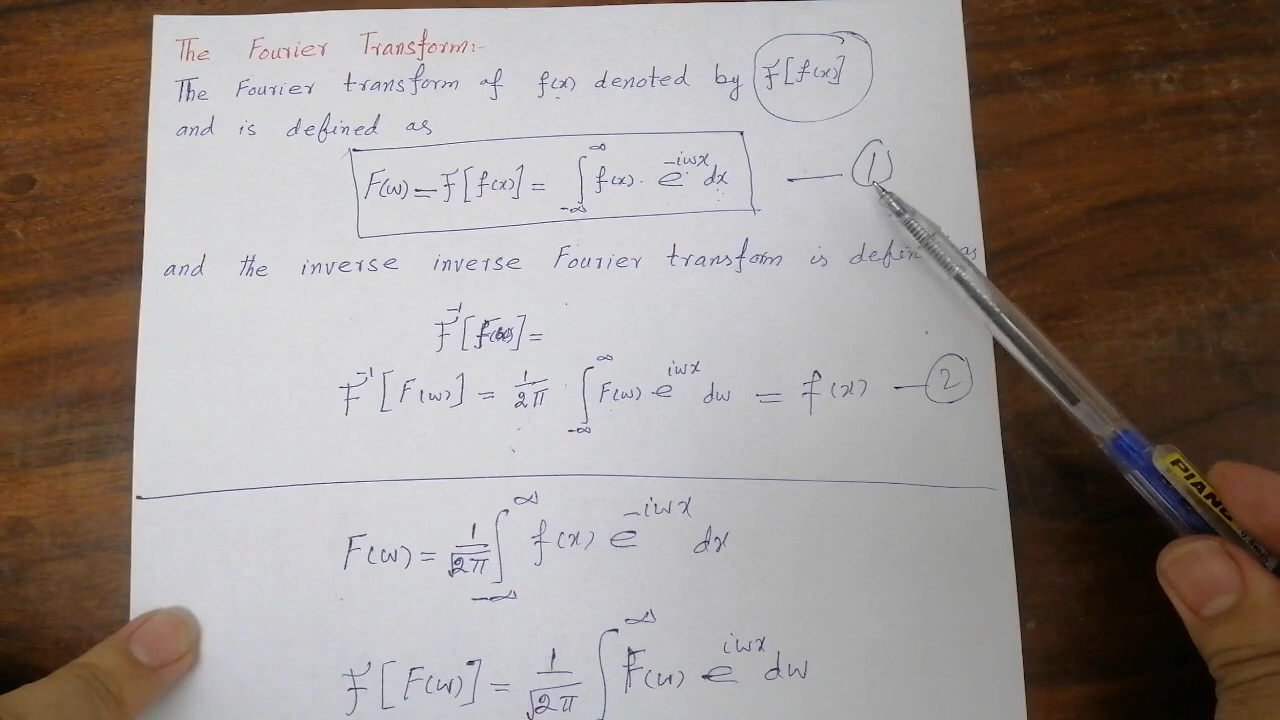 The Fourier Transform:-
The Fourier transform of f(x) denoted by F[f(x)]
and is defined as
F(w) = F[f(x)] = ∫_{-∞}^{∞} f(x) · e^{-iwx} dx — ①
and the inverse inverse Fourier transform is defin as
F^{-1}[F(w)] =
F^{-1}[F(w)] = 1/2π ∫_{-∞}^{∞} F(w) e^{iwx} dw = f(x) — ②
F(w) = 1/√2π ∫_{-∞}^{∞} f(x) e^{-iwx} dx
F^{-1}[F(w)] = 1/√2π ∫^{∞} F(w) e^{iwx} dw
PIANO